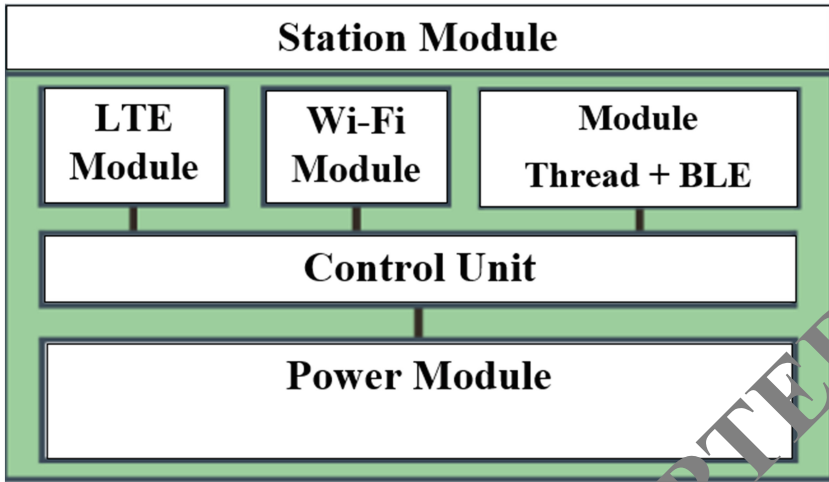 Station Module
LTE
Module
Wi-Fi
Module
Module
Thread + BLE
Control Unit
Power Module